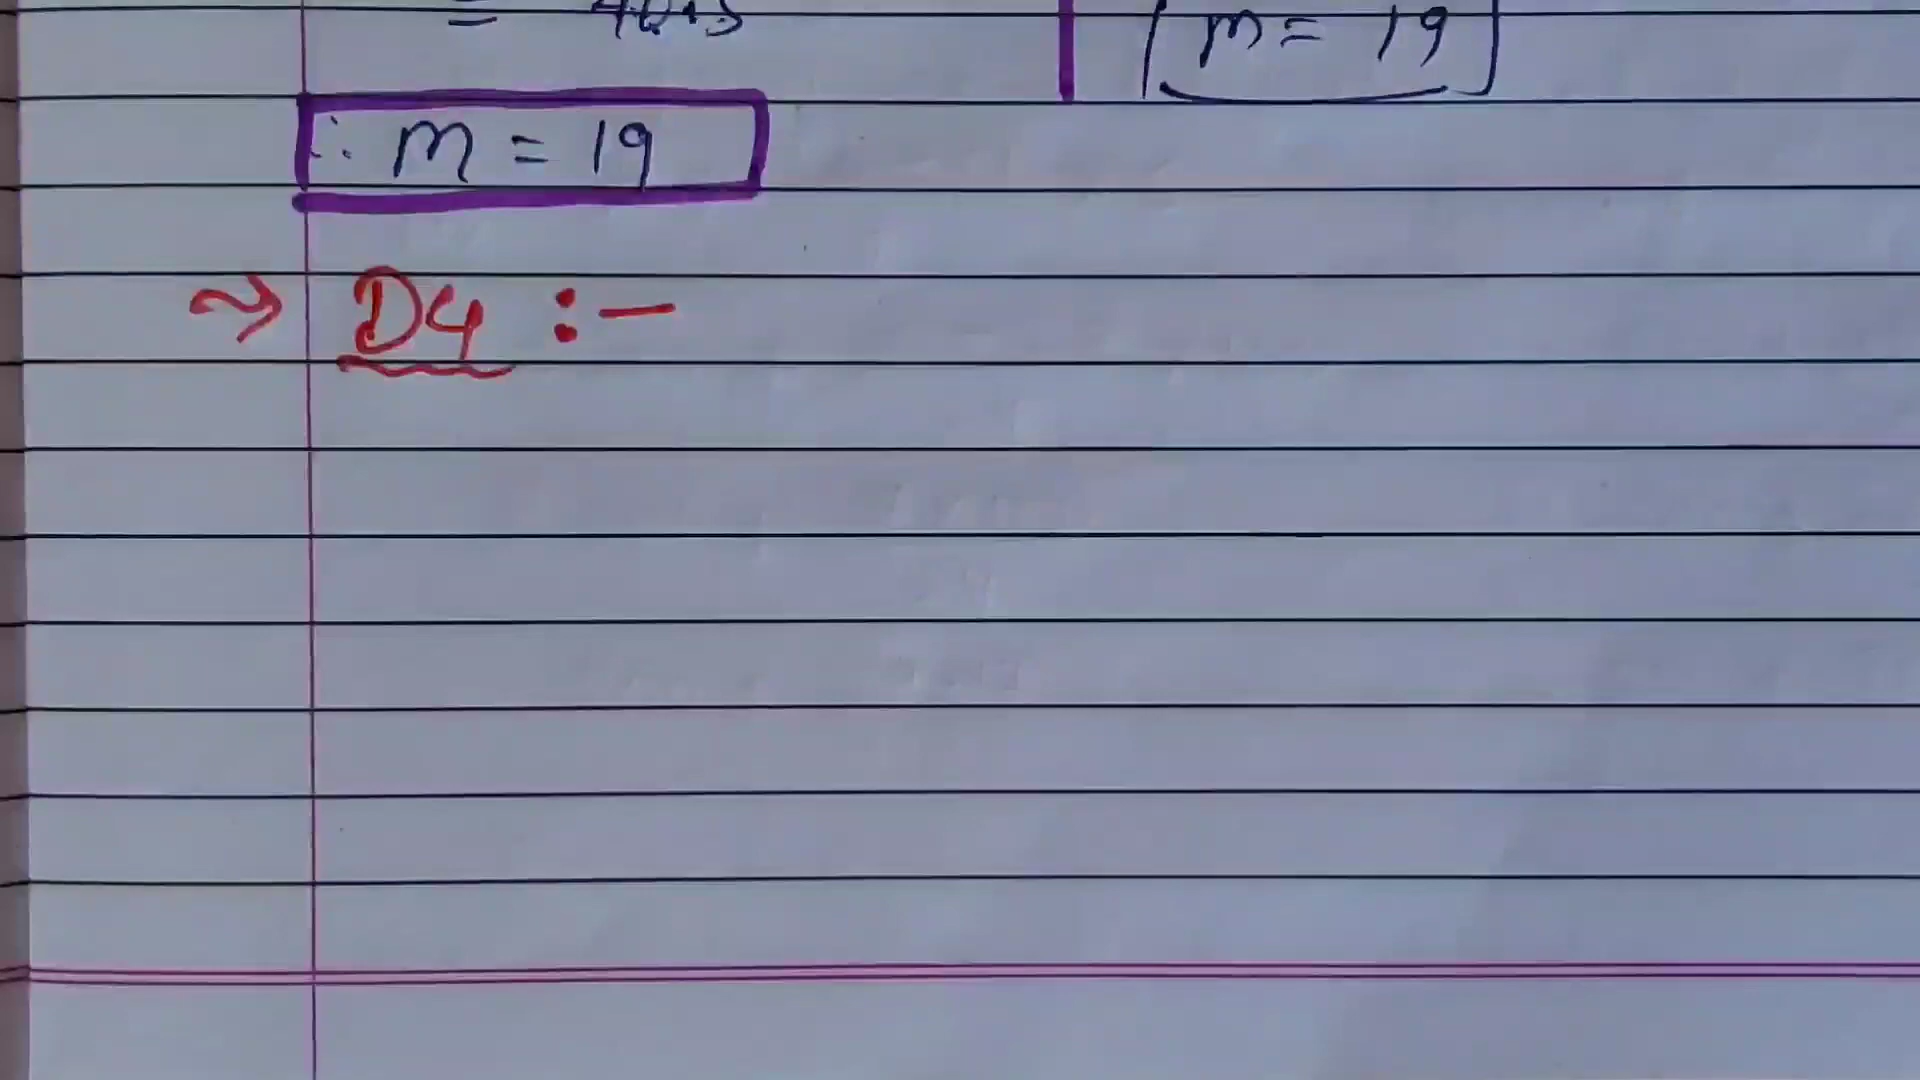 =
m = 19
∴ m = 19
→ D4 :-